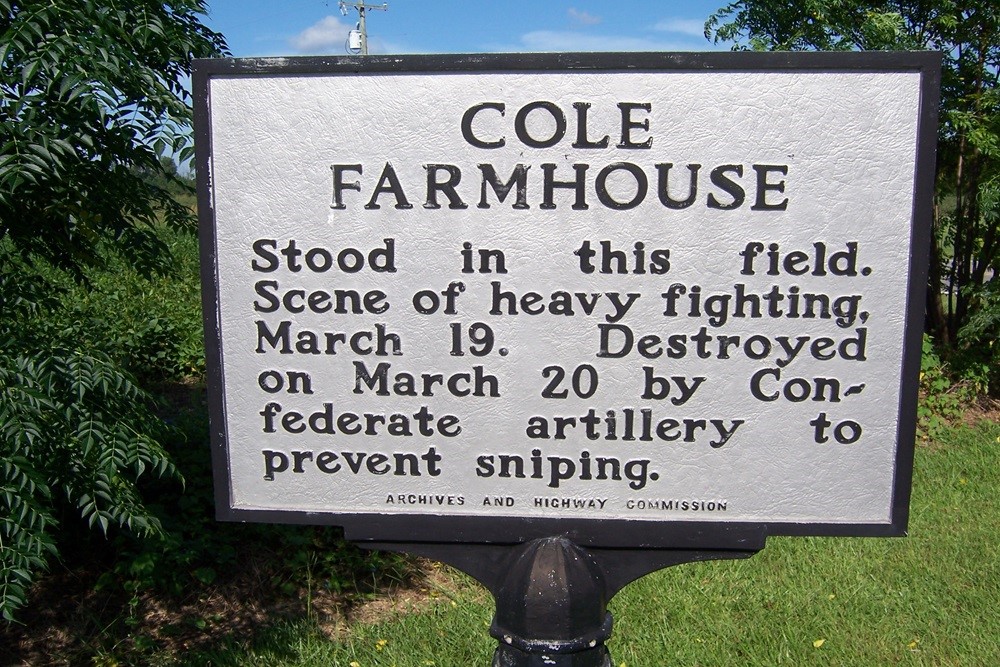 COLE
FARMHOUSE
Stood in this field.
Scene of heavy fighting,
March 19. Destroyed
on March 20 by Con-
federate artillery to
prevent sniping.
ARCHIVES AND HIGHWAY COMMISSION